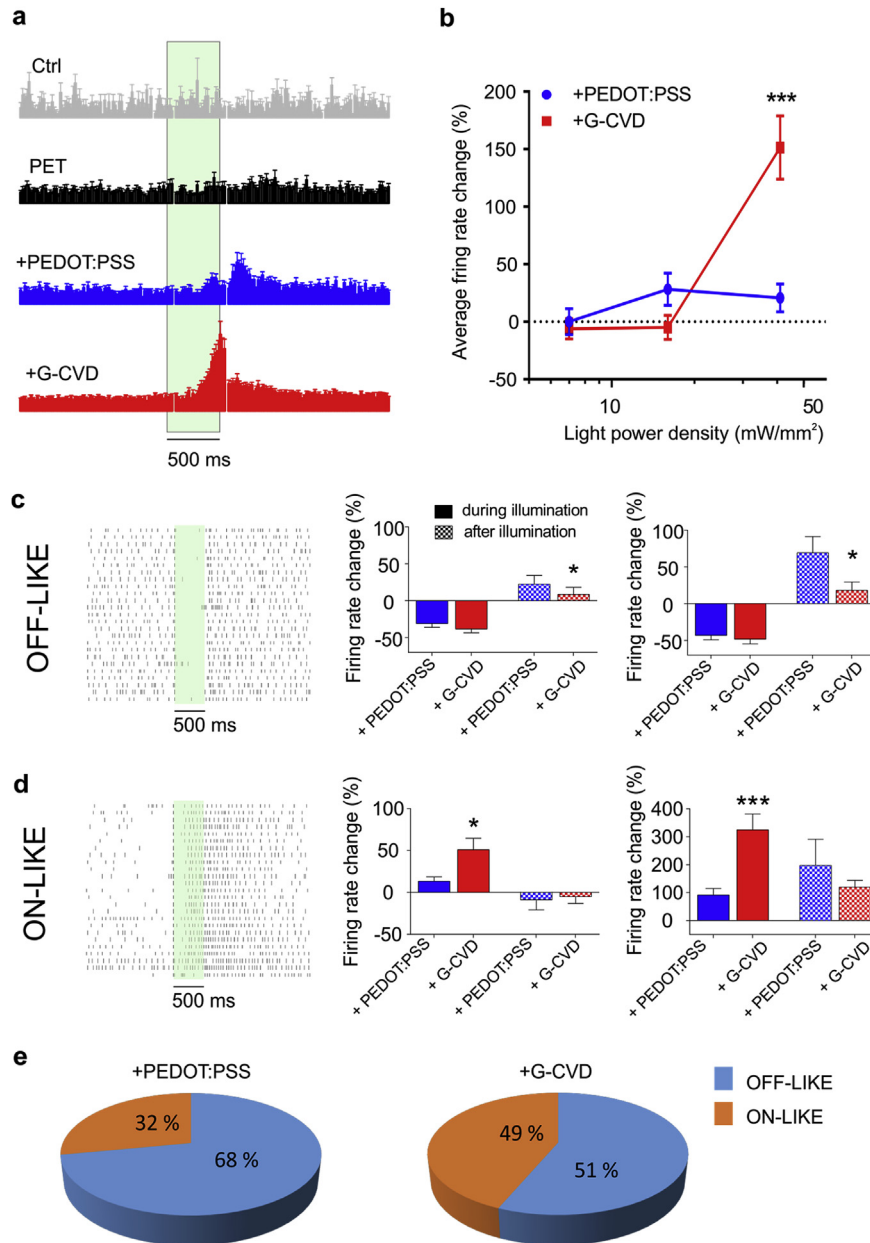 a
Ctrl
PET
+PEDOT:PSS
+G-CVD
500 ms
b
+PEDOT:PSS
+G-CVD
***
200
150
100
50
0
-50
Average firing rate change (%)
10
50
Light power density (mW/mm²)
c
OFF-LIKE
500 ms
Firing rate change (%)
100
50
0
-50
during illumination
after illumination
*
+ PEDOT:PSS
+ G-CVD
+ PEDOT:PSS
+ G-CVD
Firing rate change (%)
100
50
0
-50
*
+ PEDOT:PSS
+ G-CVD
+ PEDOT:PSS
+ G-CVD
d
ON-LIKE
500 ms
Firing rate change (%)
100
50
0
-50
*
+ PEDOT:PSS
+ G-CVD
+ PEDOT:PSS
+ G-CVD
Firing rate change (%)
400
300
200
100
0
***
+ PEDOT:PSS
+ G-CVD
+ PEDOT:PSS
+ G-CVD
e
+PEDOT:PSS
32 %
68 %
+G-CVD
49 %
51 %
OFF-LIKE
ON-LIKE